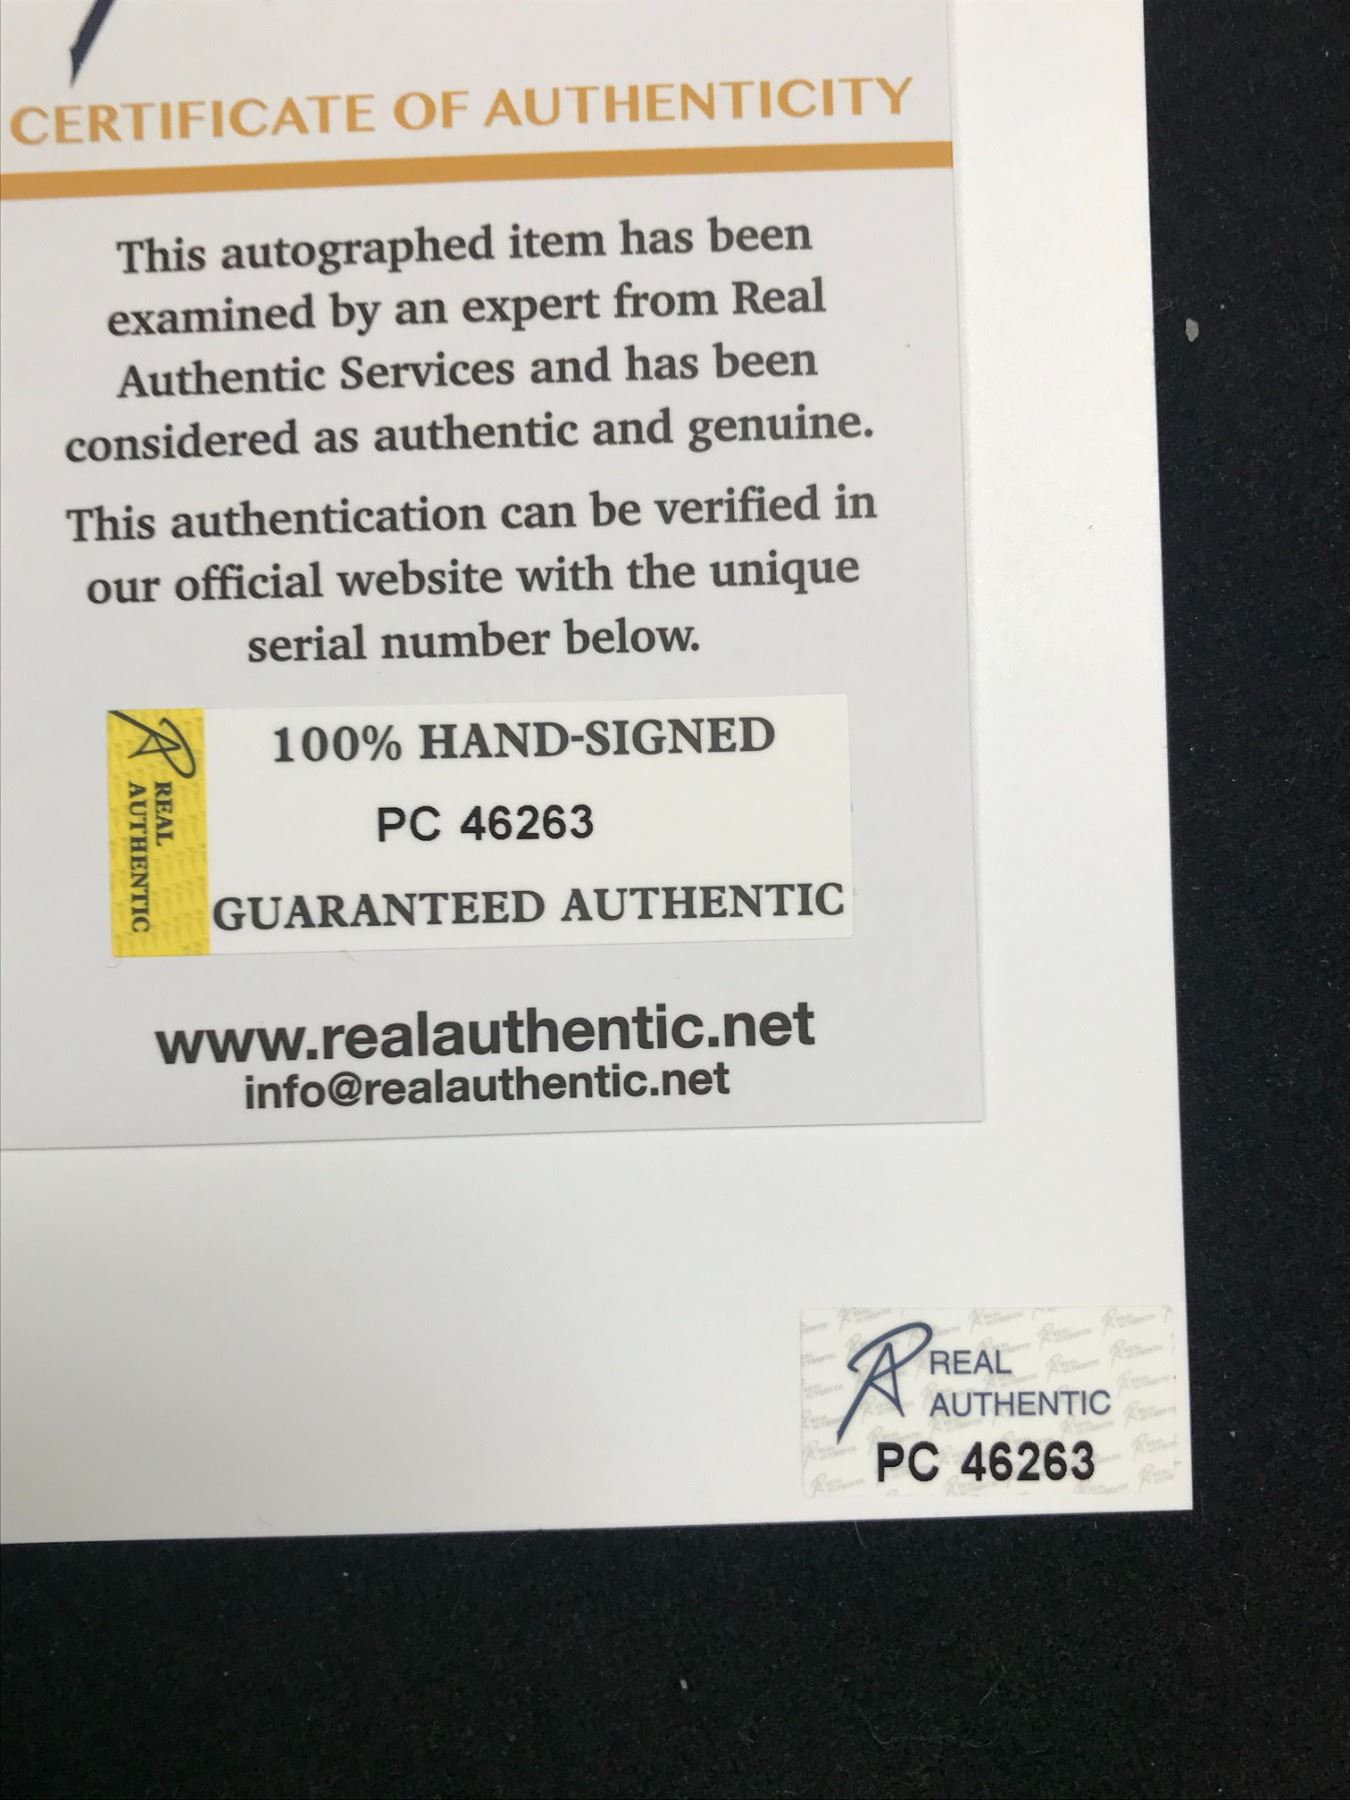 CERTIFICATE OF AUTHENTICITY
This autographed item has been
examined by an expert from Real
Authentic Services and has been
considered as authentic and genuine.
This authentication can be verified in
our official website with the unique
serial number below.
REAL
AUTHENTIC
100% HAND-SIGNED
PC 46263
GUARANTEED AUTHENTIC
www.realauthentic.net
info@realauthentic.net
REAL
AUTHENTIC
PC 46263